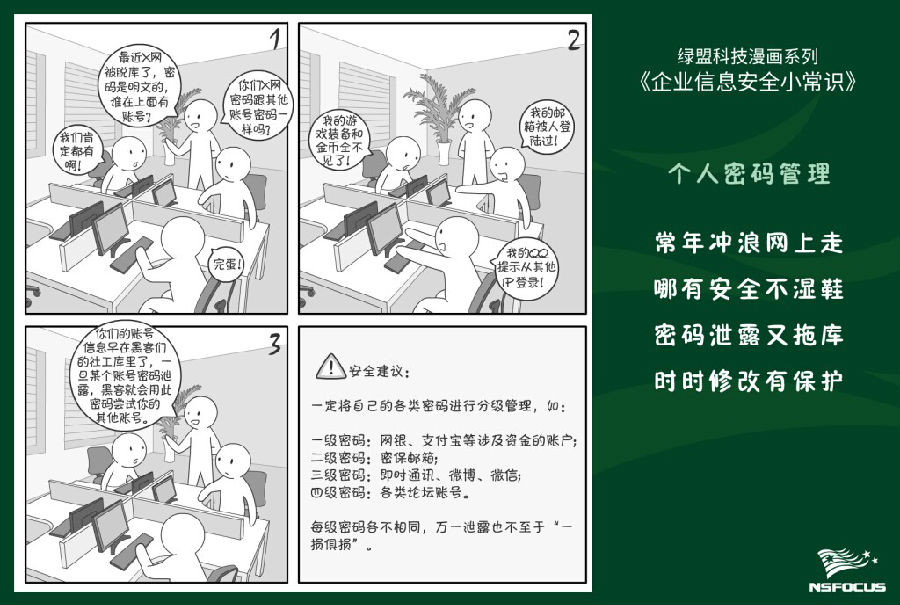 1
最近X网
被脱库了，密
码是明文的，
谁在上面有
账号？
你们X网
密码跟其他
账号密码一
样吗？
我们肯
定都有
啊！
完蛋！
2
我的游
戏装备和
金币全不
见了！
我的邮
箱被人登
陆过！
我的QQ
提示从其他
IP登录！
3
你们的账号
信息早在黑客们
的社工库里了，一
旦某个账号密码泄
露，黑客就会用此
密码尝试你的
其他账号。
安全建议：
一定将自己的各类密码进行分级管理，如：
一级密码：网银、支付宝等涉及资金的账户；
二级密码：密保邮箱；
三级密码：即时通讯、微博、微信；
四级密码：各类论坛账号。
每级密码各不相同，万一泄露也不至于“一
损俱损”。
绿盟科技漫画系列
《企业信息安全小常识》
个人密码管理
常年冲浪网上走
哪有安全不湿鞋
密码泄露又拖库
时时修改有保护
NSFOCUS